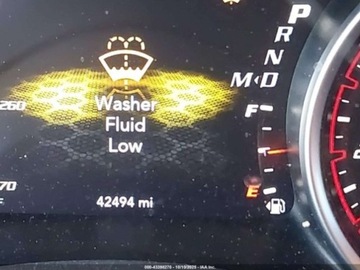 P
R
N
M D
260
Washer
Fluid
Low
F
70
42494 mi
E